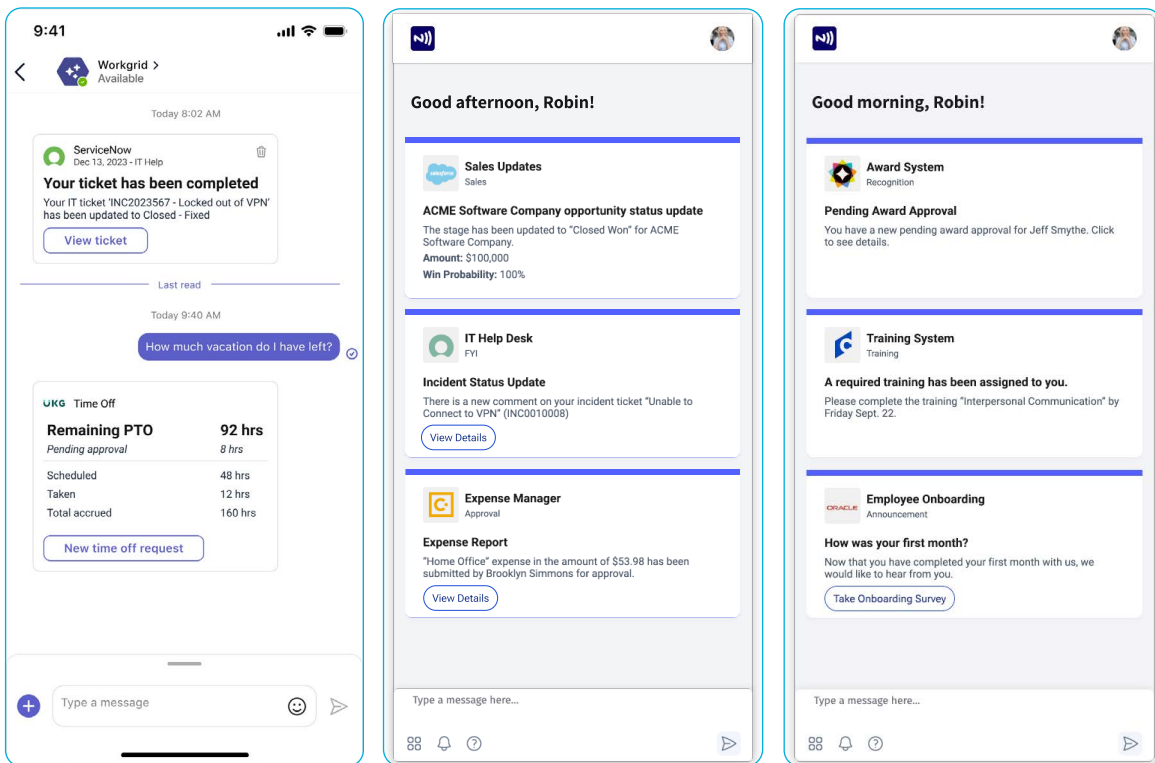 9:41
Workgrid >
Available
Today 8:02 AM
ServiceNow
Dec 13, 2023 - IT Help
Your ticket has been completed
Your IT ticket 'INC2023567 - Locked out of VPN'
has been updated to Closed - Fixed
View ticket
Last read
Today 9:40 AM
How much vacation do I have left?
UKG Time Off
Remaining PTO 92 hrs
Pending approval 8 hrs
Scheduled 48 hrs
Taken 12 hrs
Total accrued 160 hrs
New time off request
Type a message
Good afternoon, Robin!
salesforce
Sales Updates
Sales
ACME Software Company opportunity status update
The stage has been updated to “Closed Won” for ACME
Software Company.
Amount: $100,000
Win Probability: 100%
IT Help Desk
FYI
Incident Status Update
There is a new comment on your incident ticket “Unable to
Connect to VPN” (INC0010008)
View Details
Expense Manager
Approval
Expense Report
“Home Office” expense in the amount of $53.98 has been
submitted by Brooklyn Simmons for approval.
View Details
Type a message here...
Good morning, Robin!
Award System
Recognition
Pending Award Approval
You have a new pending award approval for Jeff Smythe. Click
to see details.
Training System
Training
A required training has been assigned to you.
Please complete the training “Interpersonal Communication” by
Friday Sept. 22.
ORACLE
Employee Onboarding
Announcement
How was your first month?
Now that you have completed your first month with us, we
would like to hear from you.
Take Onboarding Survey
Type a message here...